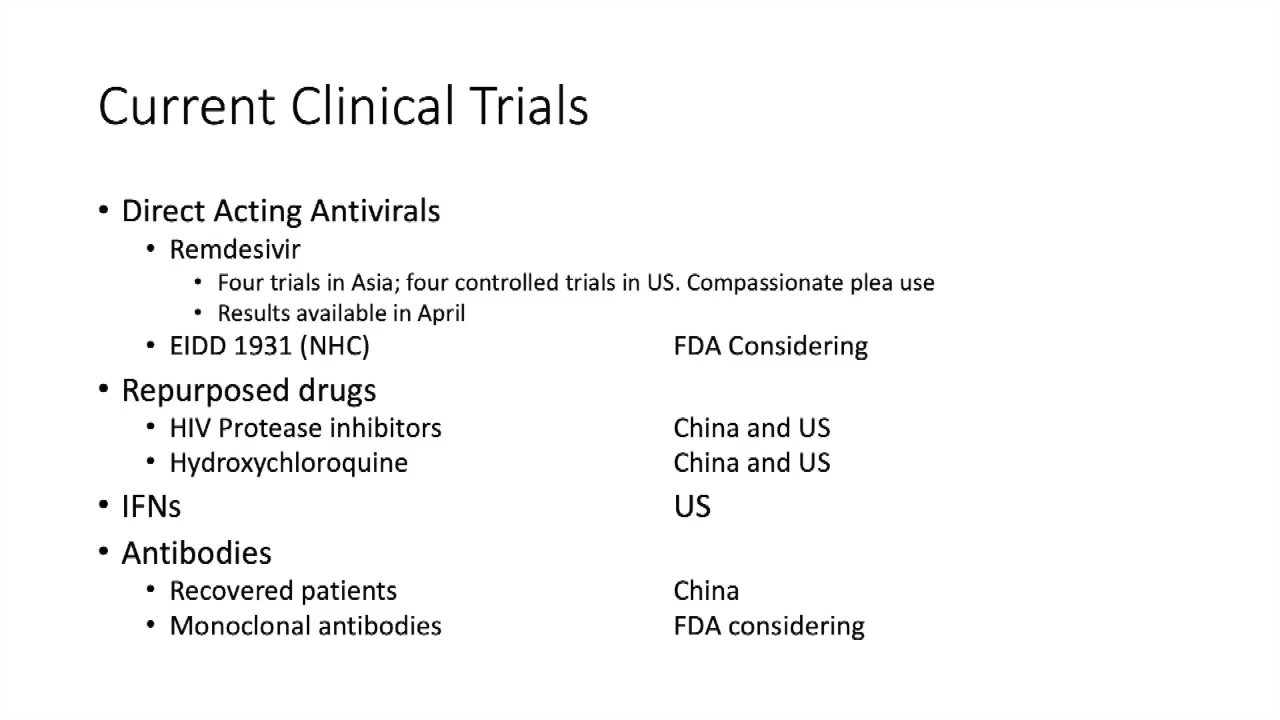 Current Clinical Trials
• Direct Acting Antivirals
• Remdesivir
• Four trials in Asia; four controlled trials in US. Compassionate plea use
• Results available in April
• EIDD 1931 (NHC) FDA Considering
• Repurposed drugs
• HIV Protease inhibitors China and US
• Hydroxychloroquine China and US
• IFNs US
• Antibodies
• Recovered patients China
• Monoclonal antibodies FDA considering